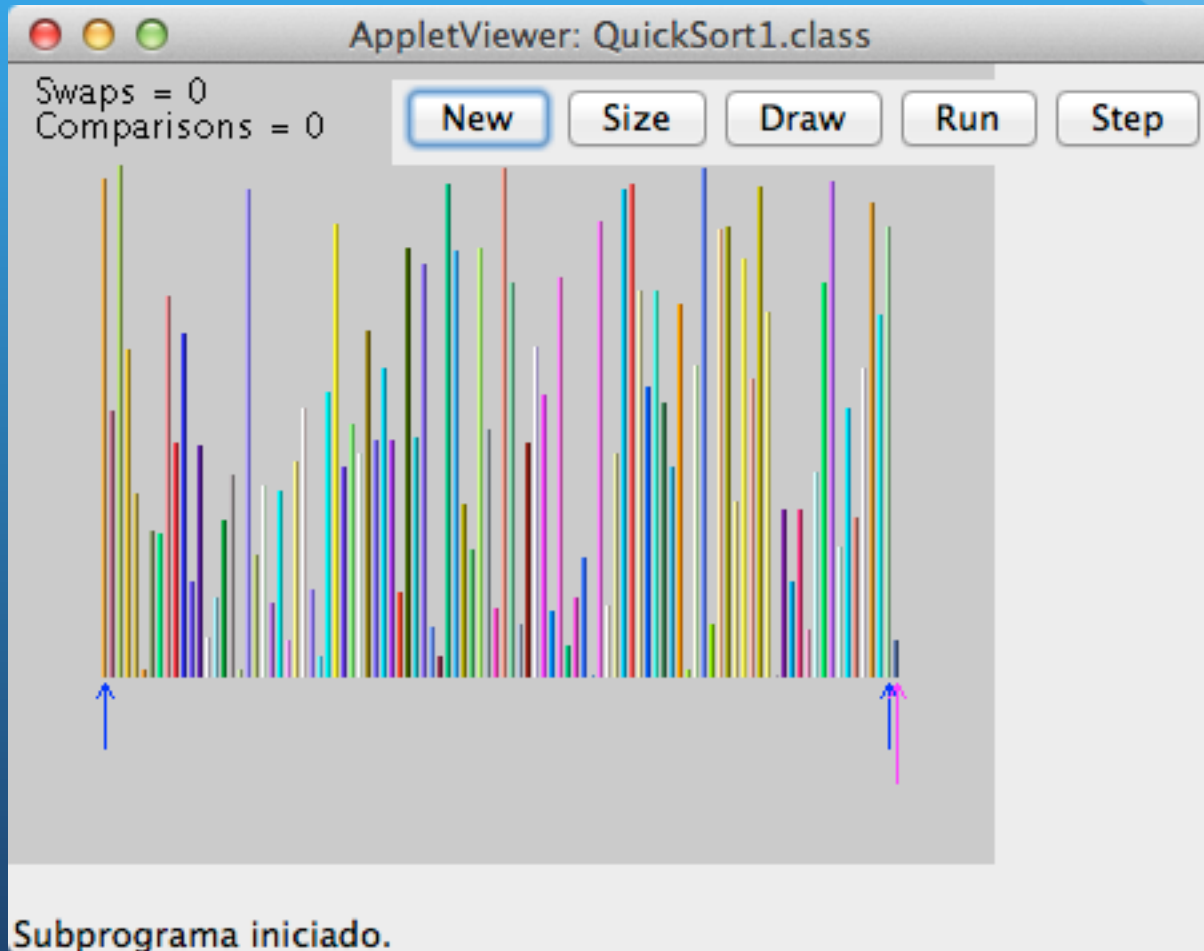 AppletViewer: QuickSort1.class
Swaps = 0
Comparisons = 0
New Size Draw Run Step
Subprograma iniciado.